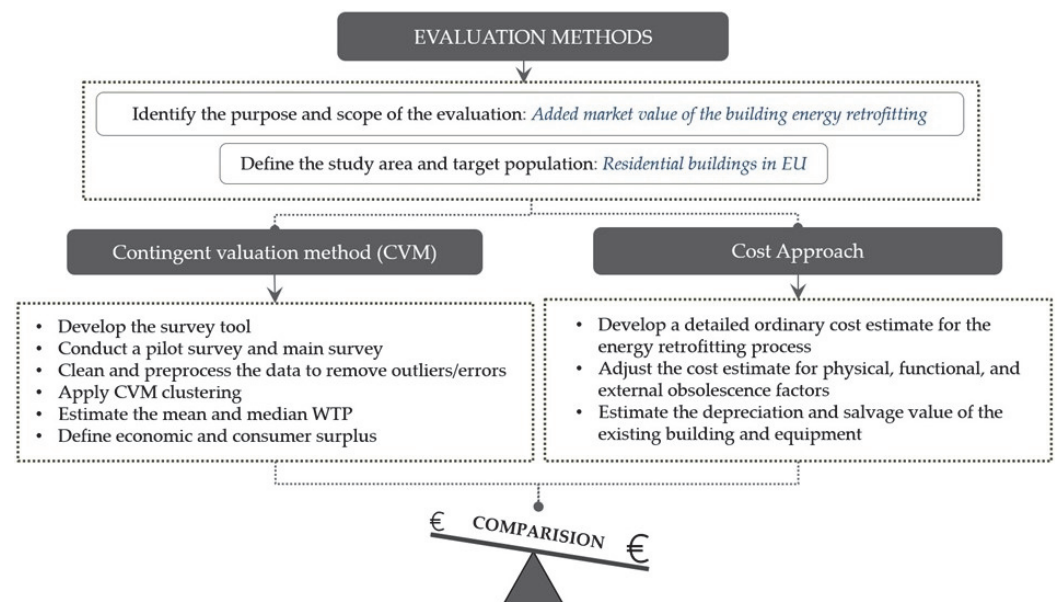 EVALUATION METHODS
Identify the purpose and scope of the evaluation: Added market value of the building energy retrofitting
Define the study area and target population: Residential buildings in EU
Contingent valuation method (CVM)
• Develop the survey tool
• Conduct a pilot survey and main survey
• Clean and preprocess the data to remove outliers/errors
• Apply CVM clustering
• Estimate the mean and median WTP
• Define economic and consumer surplus
Cost Approach
• Develop a detailed ordinary cost estimate for the
energy retrofitting process
• Adjust the cost estimate for physical, functional, and
external obsolescence factors
• Estimate the depreciation and salvage value of the
existing building and equipment
€ COMPARISION €